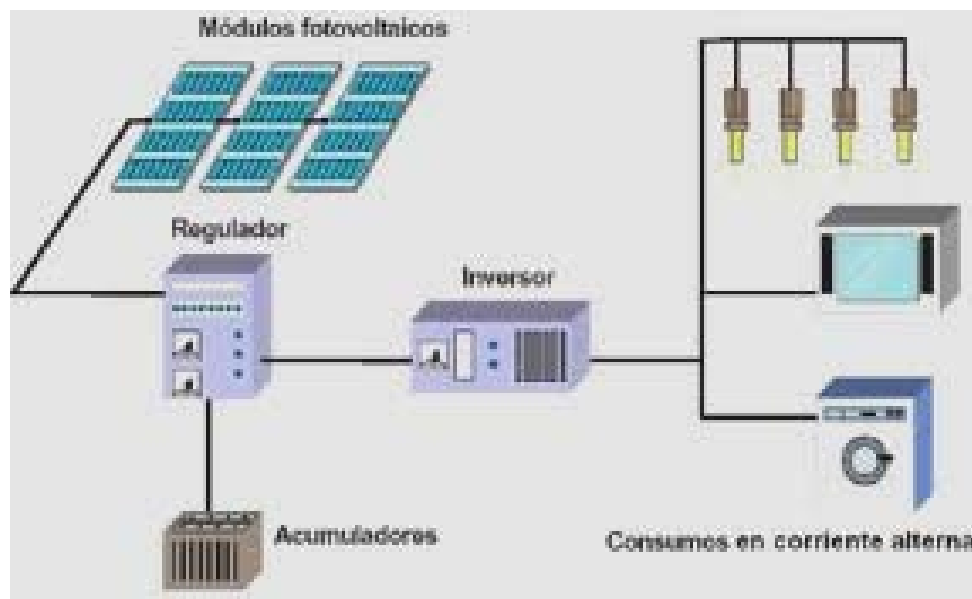 Módulos fotovoltaicos
Regulador
Inversor
Acumuladores
Consumos en corriente alterna